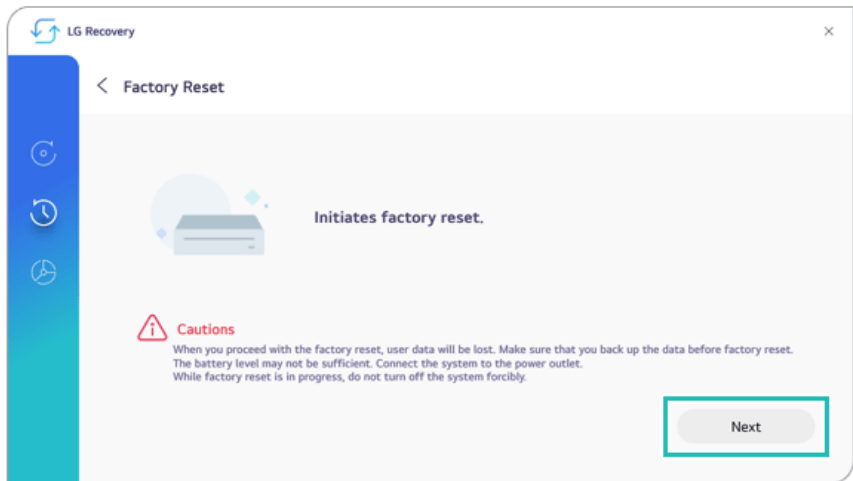 LG Recovery
Factory Reset
Initiates factory reset.
Cautions
When you proceed with the factory reset, user data will be lost. Make sure that you back up the data before factory reset.
The battery level may not be sufficient. Connect the system to the power outlet.
While factory reset is in progress, do not turn off the system forcibly.
Next